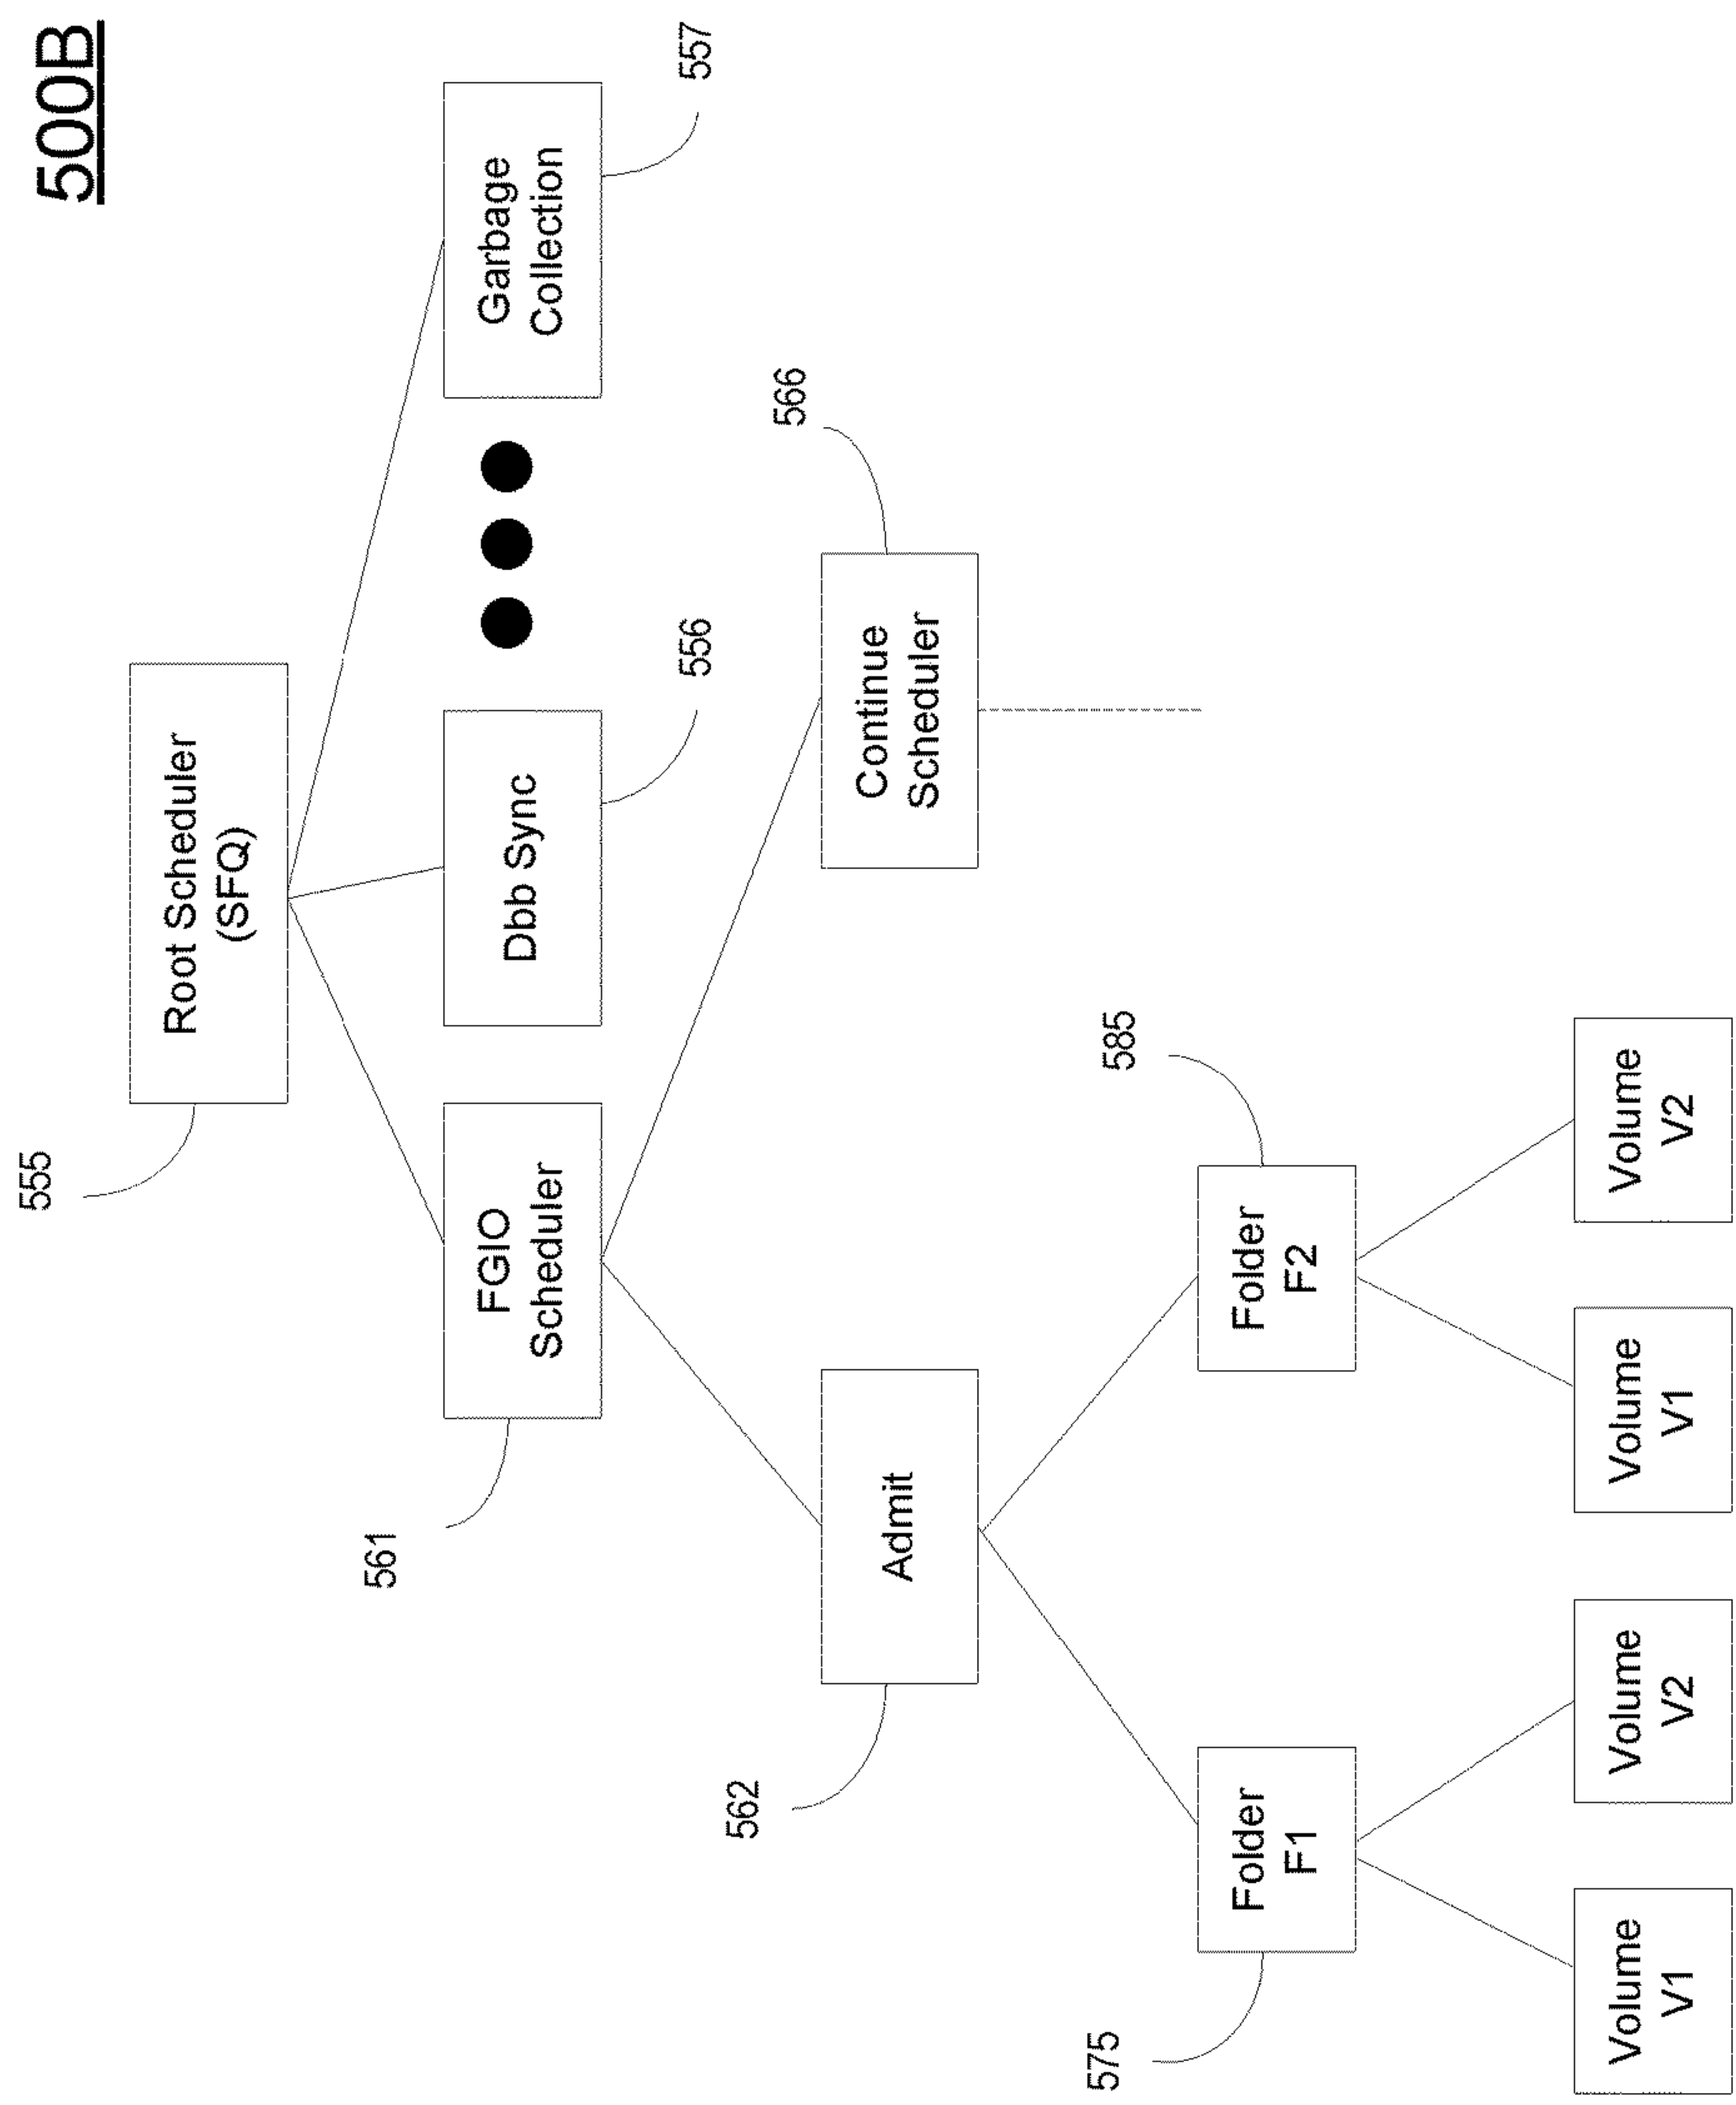 500B
555
Root Scheduler
(SFQ)
561
FGIO
Scheduler
Dbb Sync
556
Garbage
Collection
557
562
Admit
Continue
Scheduler
566
575
Folder
F1
Folder
F2
585
Volume
V1
Volume
V2
Volume
V1
Volume
V2